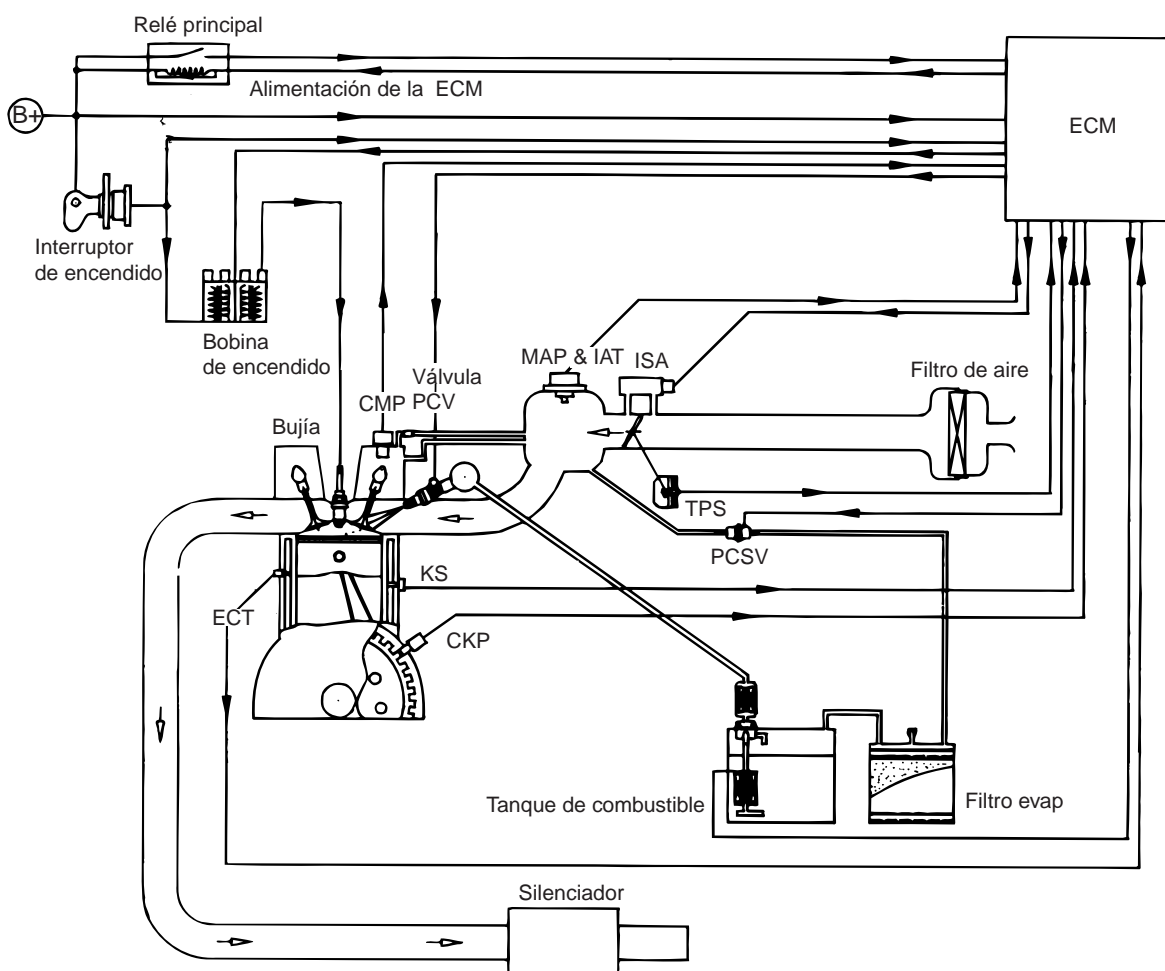 Relé principal
Alimentación de la ECM
B+
ECM
Interruptor
de encendido
Bobina
de encendido
MAP & IAT
ISA
Filtro de aire
Válvula
PCV
CMP
Bujía
TPS
PCSV
KS
ECT
CKP
Tanque de combustible
Filtro evap
Silenciador